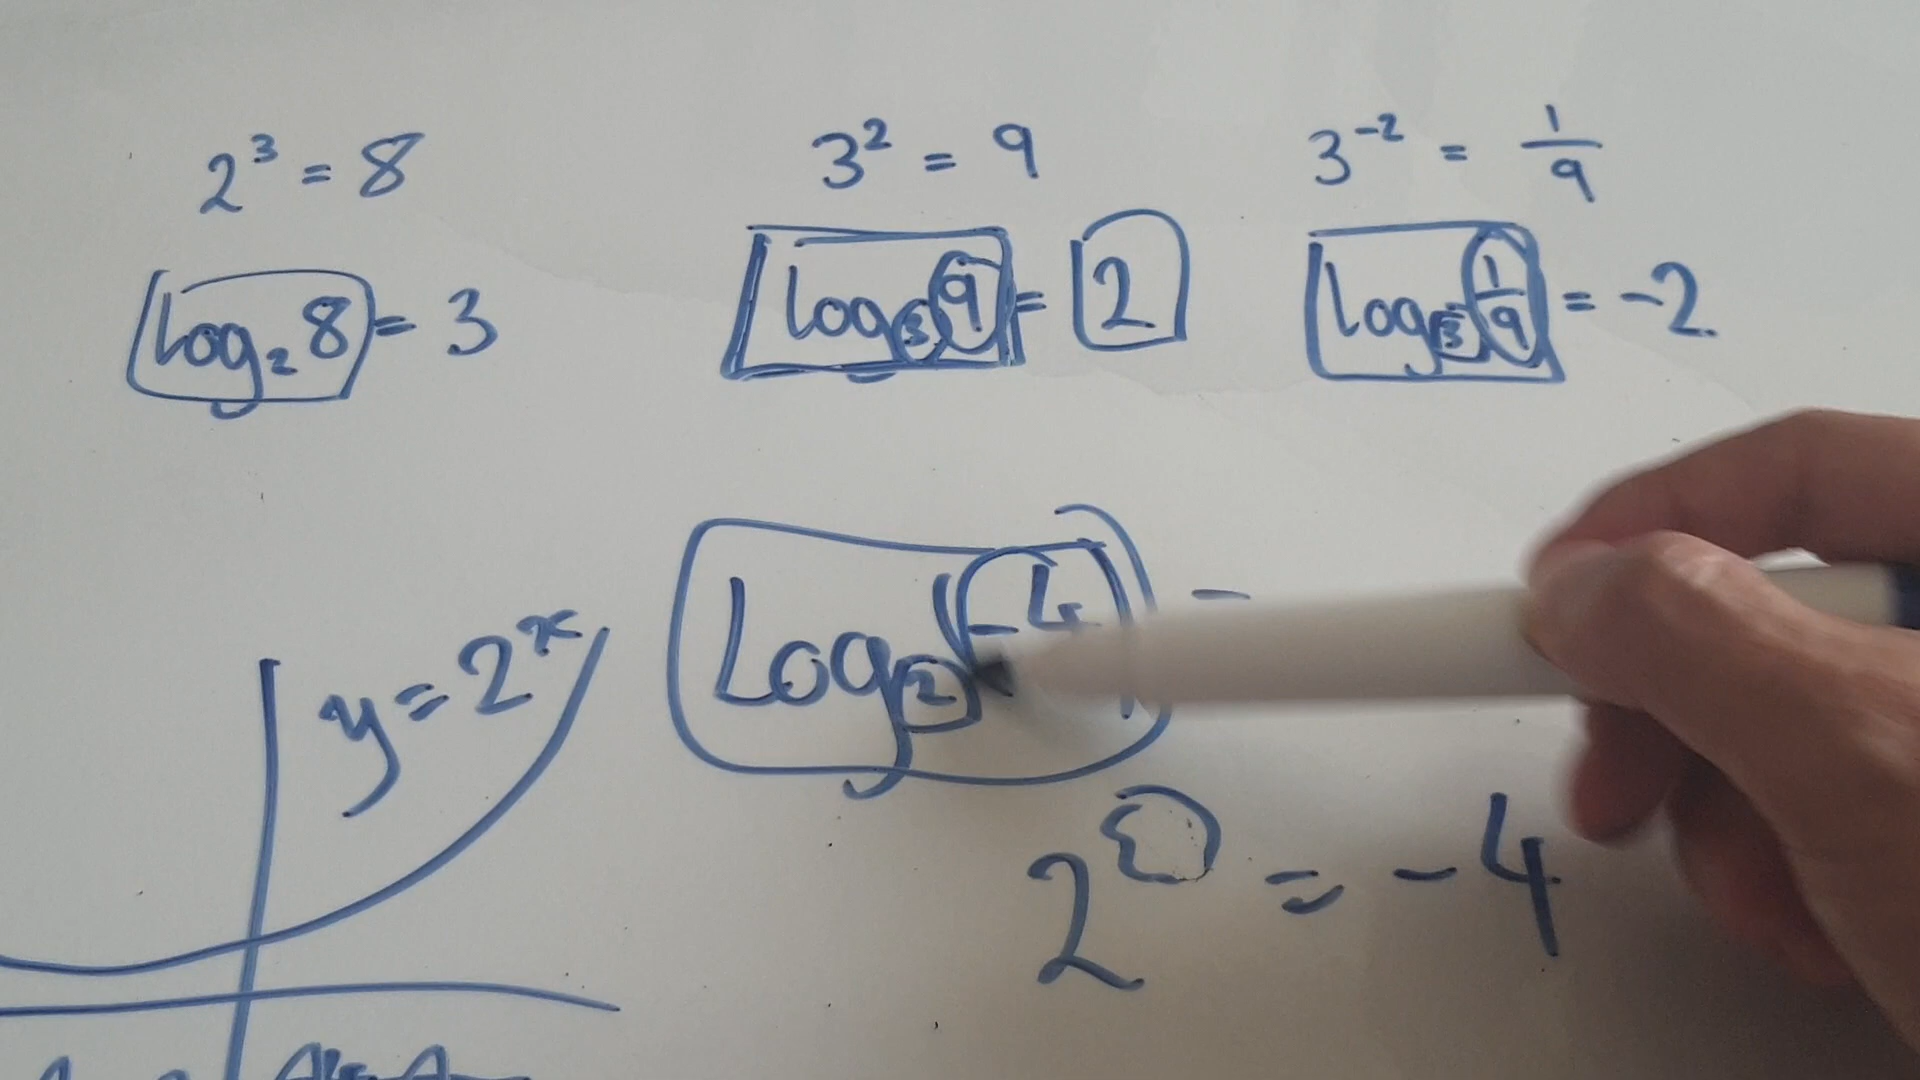 2³ = 8
3² = 9
3⁻² = 1/9
log₂ 8 = 3
log₃ 9 = 2
log₃ 1/9 = -2
log₂(-4) =
y = 2ˣ
2 = -4